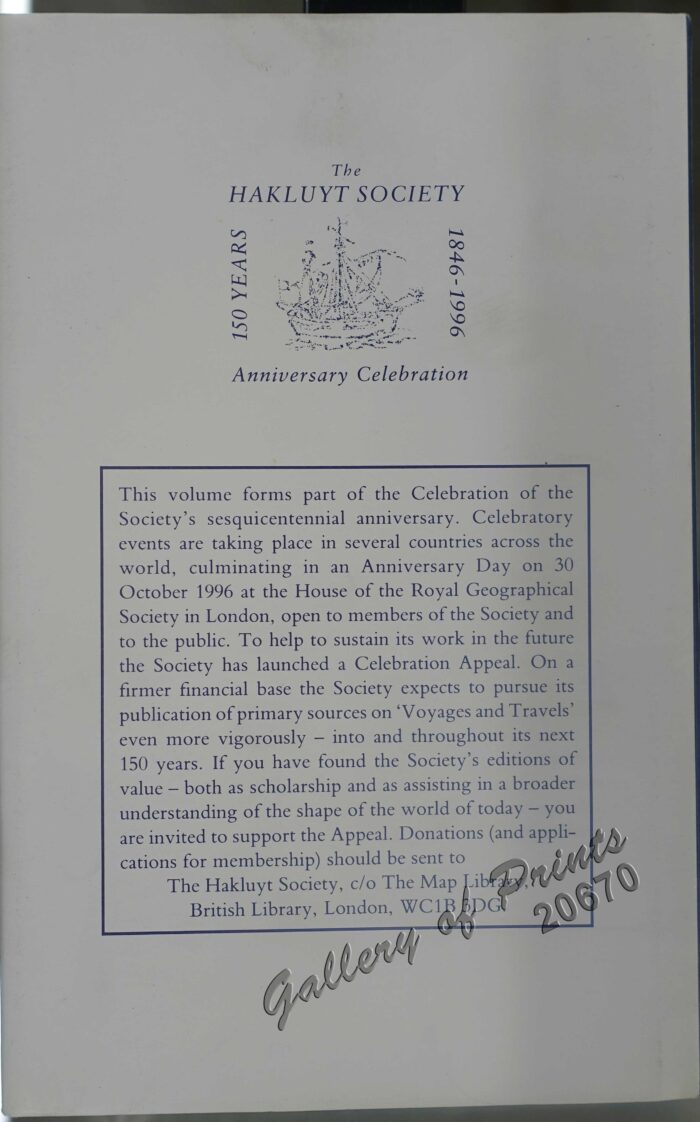 The
HAKLUYT SOCIETY
150 YEARS
1846-1996
Anniversary Celebration
This volume forms part of the Celebration of the
Society's sesquicentennial anniversary. Celebratory
events are taking place in several countries across the
world, culminating in an Anniversary Day on 30
October 1996 at the House of the Royal Geographical
Society in London, open to members of the Society and
to the public. To help to sustain its work in the future
the Society has launched a Celebration Appeal. On a
firmer financial base the Society expects to pursue its
publication of primary sources on ‘Voyages and Travels’
even more vigorously – into and throughout its next
150 years. If you have found the Society's editions of
value – both as scholarship and as assisting in a broader
understanding of the shape of the world of today – you
are invited to support the Appeal. Donations (and appli-
cations for membership) should be sent to
The Hakluyt Society, c/o The Map Library,
British Library, London, WC1B 3DG
Gallery of Prints
20670